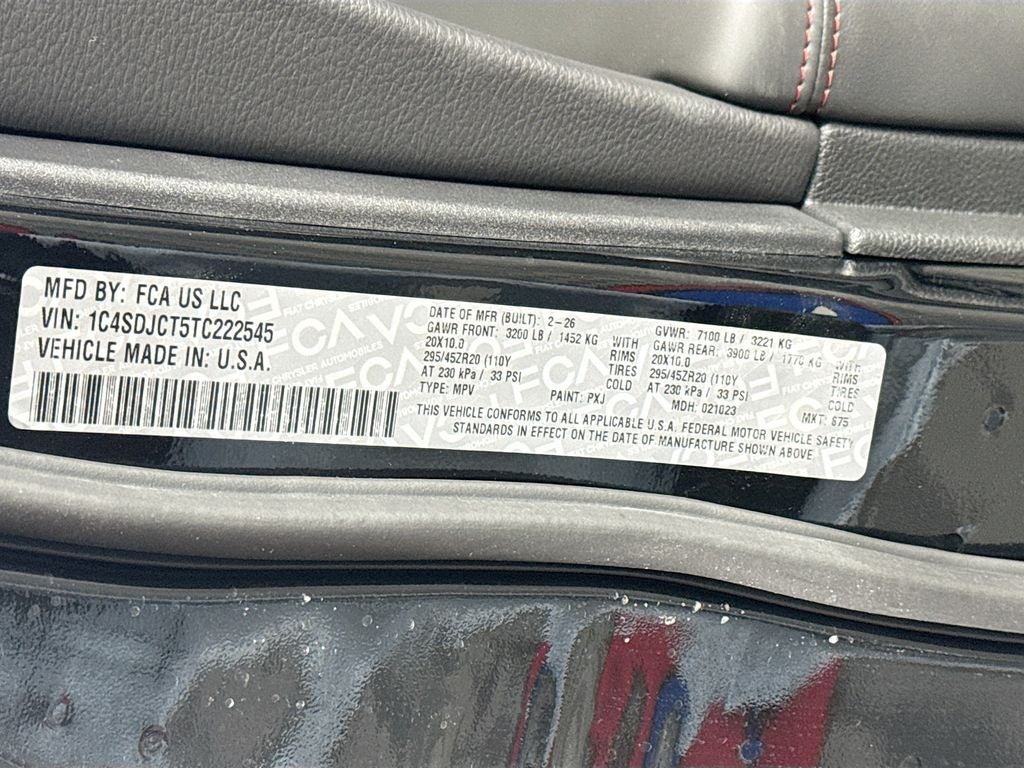 MFD BY: FCA US LLC
VIN: 1C4SDJCT5TC222545
VEHICLE MADE IN: U.S.A.
DATE OF MFR (BUILT): 2-26
GAWR FRONT: 3200 LB / 1452 KG WITH
20X10.0 RIMS
295/45ZR20 (110Y TIRES
AT 230 kPa / 33 PSI COLD
TYPE: MPV PAINT: PXJ
GVWR: 7100 LB / 3221 KG
GAWR REAR: 3900 LB / 1770 KG WITH
20X10.0 RIMS
295/45ZR20 (110Y TIRES
AT 230 kPa / 33 PSI COLD
MDH: 021023 MKT: 875
THIS VEHICLE CONFORMS TO ALL APPLICABLE U.S.A. FEDERAL MOTOR VEHICLE SAFETY
STANDARDS IN EFFECT ON THE DATE OF MANUFACTURE SHOWN ABOVE